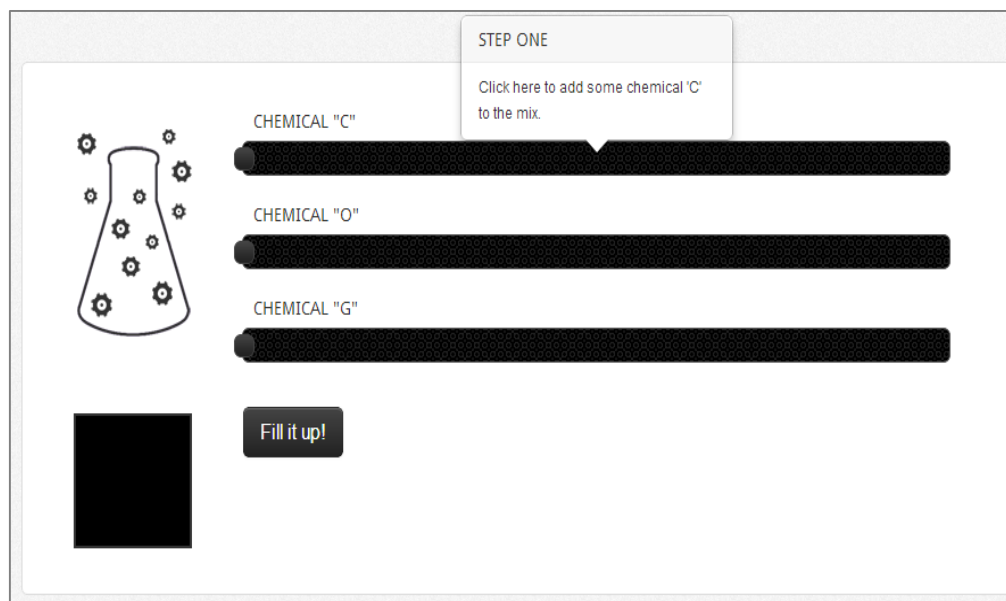 STEP ONE
Click here to add some chemical 'C'
to the mix.
CHEMICAL "C"
CHEMICAL "O"
CHEMICAL "G"
Fill it up!